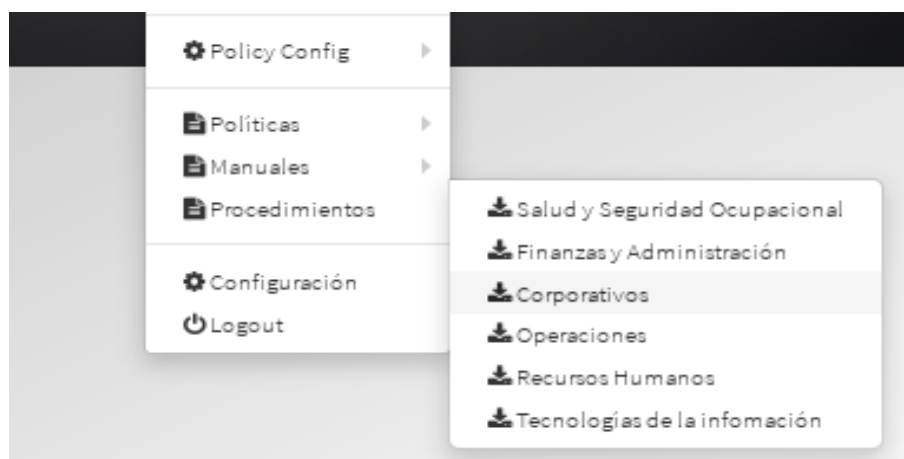 Policy Config
Políticas
Manuales
Procedimientos
Configuración
Logout
Salud y Seguridad Ocupacional
Finanzas y Administración
Corporativos
Operaciones
Recursos Humanos
Tecnologías de la infomación